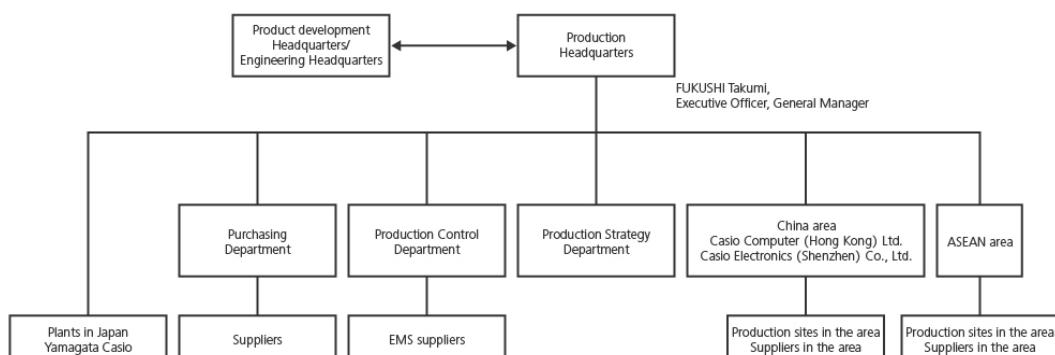 Product development
Headquarters/
Engineering Headquarters
Production
Headquarters
FUKUSHI Takumi,
Executive Officer, General Manager
Purchasing
Department
Production Control
Department
Production Strategy
Department
China area
Casio Computer (Hong Kong) Ltd.
Casio Electronics (Shenzhen) Co., Ltd.
ASEAN area
Plants in Japan
Yamagata Casio
Suppliers
EMS suppliers
Production sites in the area
Suppliers in the area
Production sites in the area
Suppliers in the area